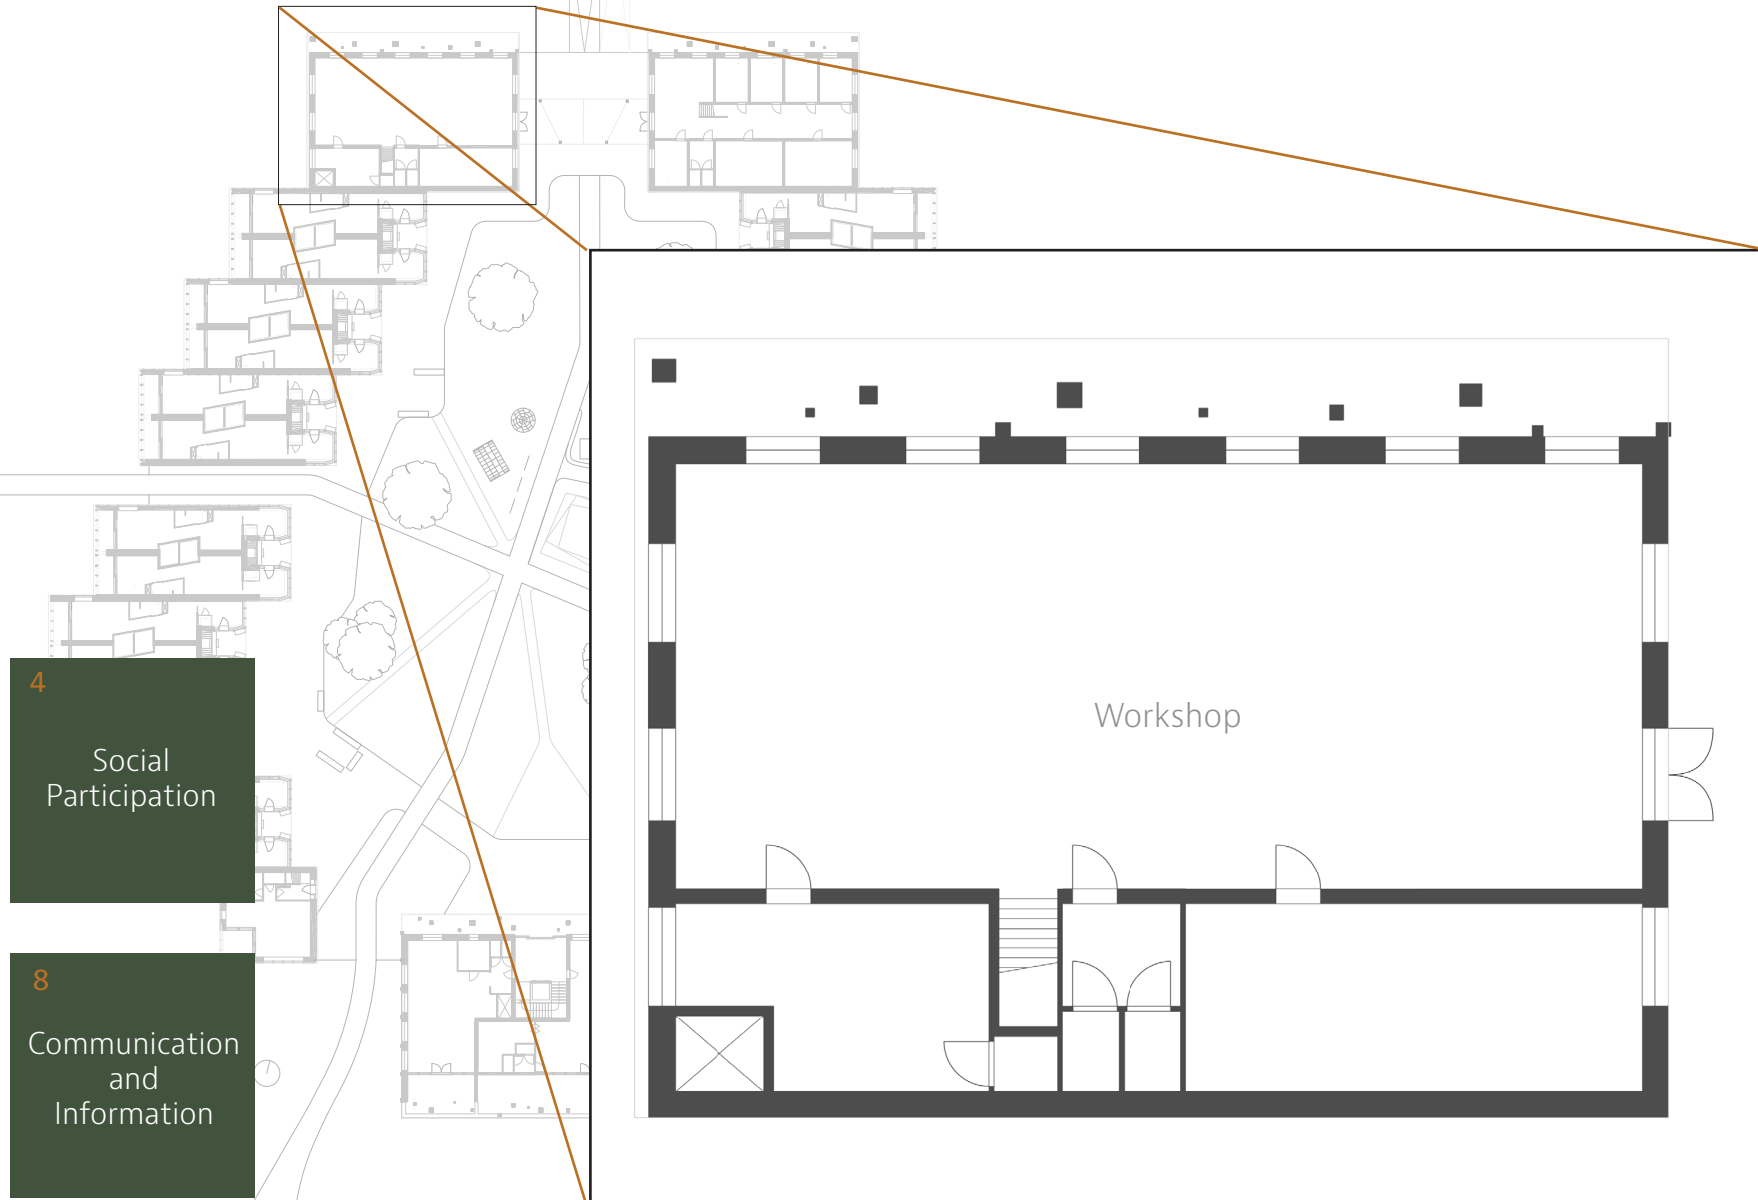 4
Social
Participation
8
Communication
and
Information
Workshop